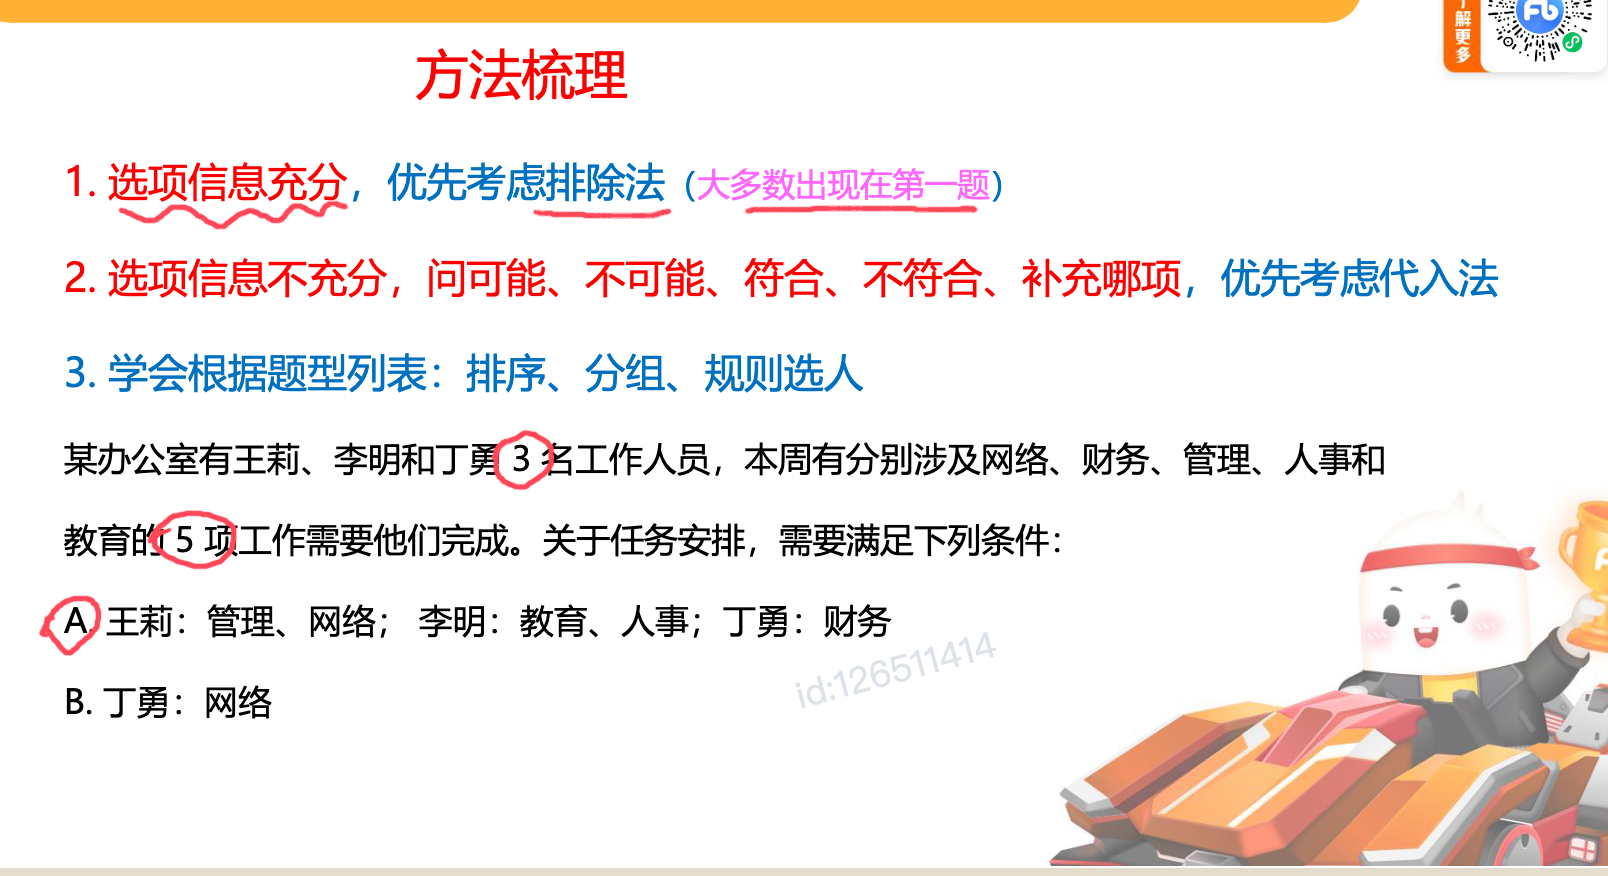 解更多
方法梳理
1. 选项信息充分，优先考虑排除法（大多数出现在第一题）
2. 选项信息不充分，问可能、不可能、符合、不符合、补充哪项，优先考虑代入法
3. 学会根据题型列表：排序、分组、规则选人
某办公室有王莉、李明和丁勇 3 名工作人员，本周有分别涉及网络、财务、管理、人事和
教育的 5 项工作需要他们完成。关于任务安排，需要满足下列条件：
A. 王莉：管理、网络； 李明：教育、人事；丁勇：财务
B. 丁勇：网络
id:126511414